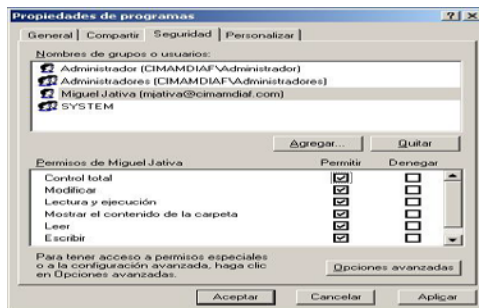 Propiedades de programas
General Compartir Seguridad Personalizar
Nombres de grupos o usuarios:
Administrador (CIMAMDIAF\Administrador)
Administradores (CIMAMDIAF\Administradores)
Miguel Jativa (mjativa@cimamdiaf.com)
SYSTEM
Agregar... Quitar
Permisos de Miguel Jativa Permitir Denegar
Control total
Modificar
Lectura y ejecución
Mostrar el contenido de la carpeta
Leer
Escribir
Para tener acceso a permisos especiales
o a la configuración avanzada, haga clic
en Opciones avanzadas.
Opciones avanzadas
Aceptar Cancelar Aplicar